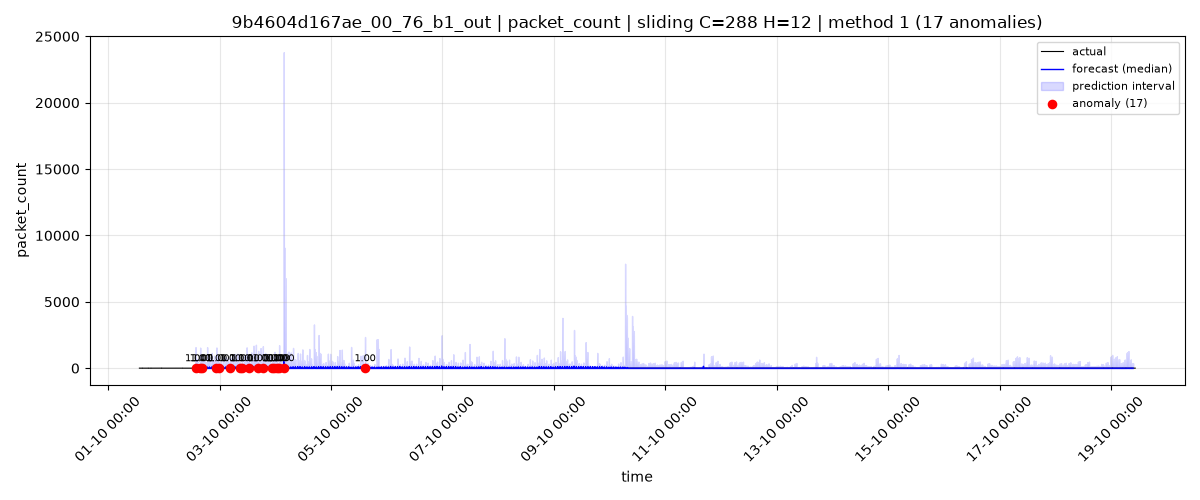 9b4604d167ae_00_76_b1_out | packet_count | sliding C=288 H=12 | method 1 (17 anomalies)
25000
20000
15000
10000
5000
0
packet_count
actual
forecast (median)
prediction interval
anomaly (17)
1.00
01-10 00:00
03-10 00:00
05-10 00:00
07-10 00:00
09-10 00:00
11-10 00:00
13-10 00:00
15-10 00:00
17-10 00:00
19-10 00:00
time